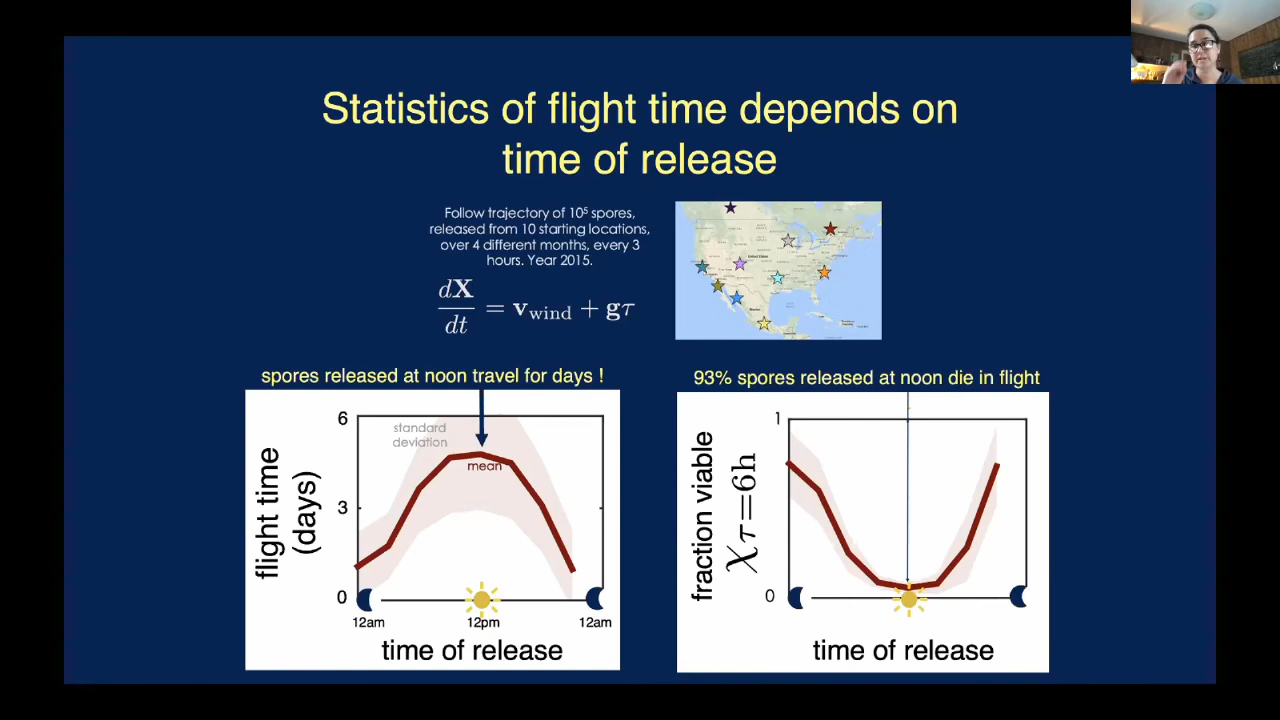 Statistics of flight time depends on
time of release
Follow trajectory of 10⁵ spores,
released from 10 starting locations,
over 4 different months, every 3
hours. Year 2015.
dX/dt = v_wind + gτ
spores released at noon travel for days !
6
3
0
flight time
(days)
standard
deviation
mean
12am
12pm
12am
time of release
93% spores released at noon die in flight
1
0
fraction viable
χτ=6h
time of release